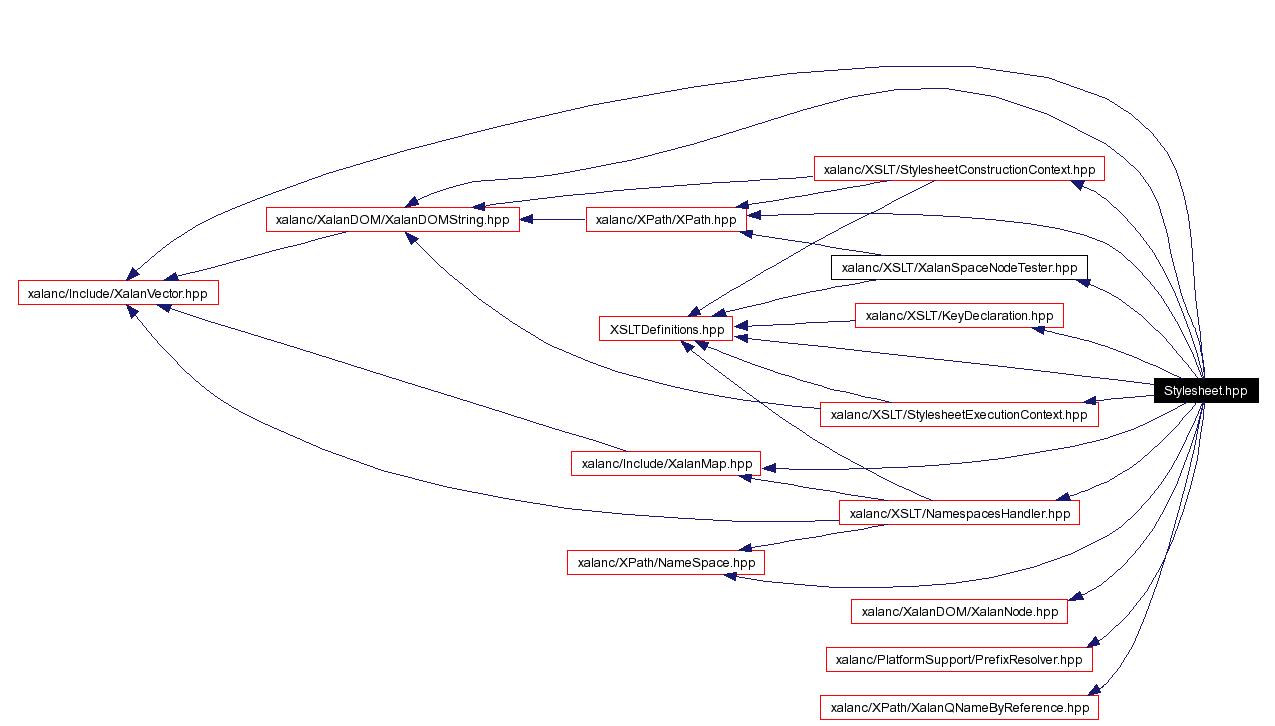 xalanc/XSLT/StylesheetConstructionContext.hpp
xalanc/XalanDOM/XalanDOMString.hpp
xalanc/XPath/XPath.hpp
xalanc/XSLT/XalanSpaceNodeTester.hpp
xalanc/Include/XalanVector.hpp
xalanc/XSLT/KeyDeclaration.hpp
XSLTDefinitions.hpp
Stylesheet.hpp
xalanc/XSLT/StylesheetExecutionContext.hpp
xalanc/Include/XalanMap.hpp
xalanc/XSLT/NamespacesHandler.hpp
xalanc/XPath/NameSpace.hpp
xalanc/XalanDOM/XalanNode.hpp
xalanc/PlatformSupport/PrefixResolver.hpp
xalanc/XPath/XalanQNameByReference.hpp